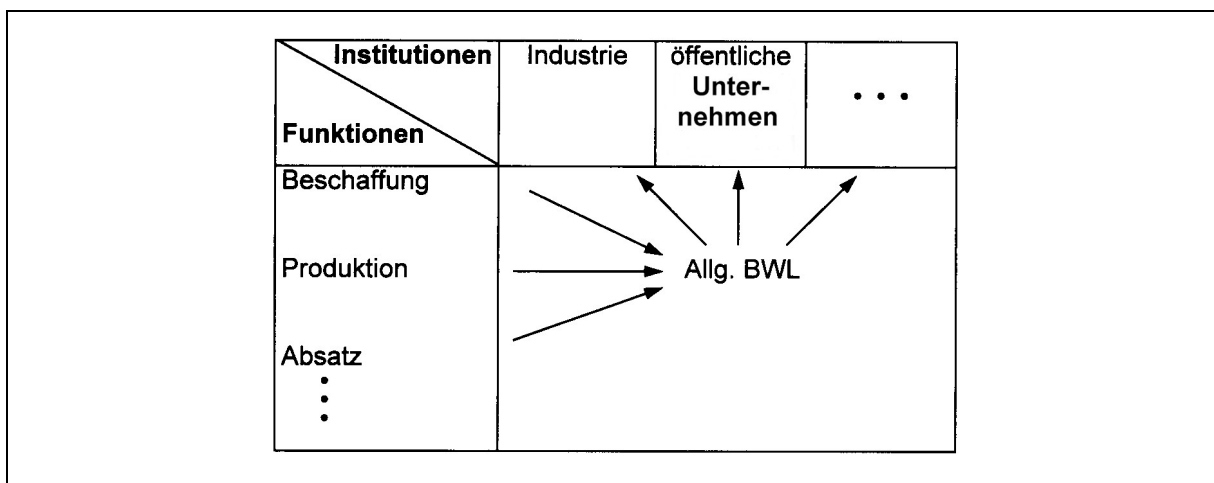 Institutionen
Funktionen
Industrie
öffentliche
Unter-
nehmen
• • •
Beschaffung
Produktion
Allg. BWL
Absatz
•
•
•